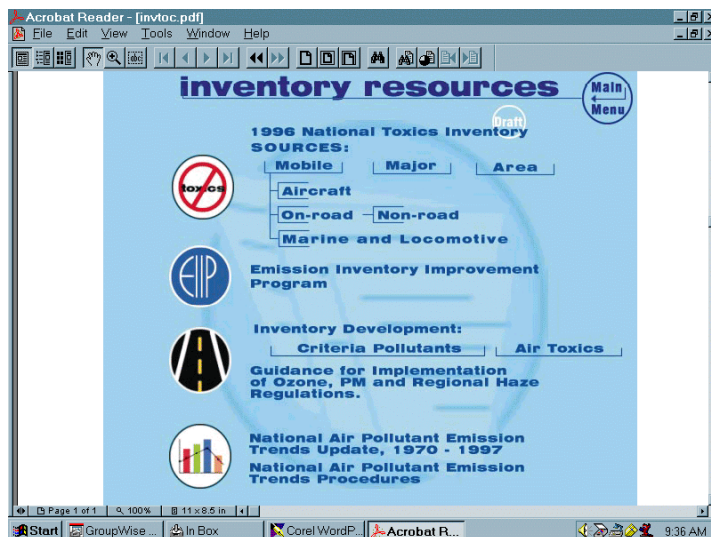 Acrobat Reader - [invtoc.pdf]
File Edit View Tools Window Help
inventory resources
Main
Menu
Draft
1996 National Toxics Inventory
SOURCES:
Mobile Major Area
toxics
Aircraft
On-road Non-road
Marine and Locomotive
EIIP
Emission Inventory Improvement
Program
Inventory Development:
Criteria Pollutants Air Toxics
Guidance for Implementation
of Ozone, PM and Regional Haze
Regulations.
National Air Pollutant Emission
Trends Update, 1970 - 1997
National Air Pollutant Emission
Trends Procedures
Page 1 of 1 100% 11 x 8.5 in
Start GroupWise ... In Box Corel WordP... Acrobat R... 9:36 AM